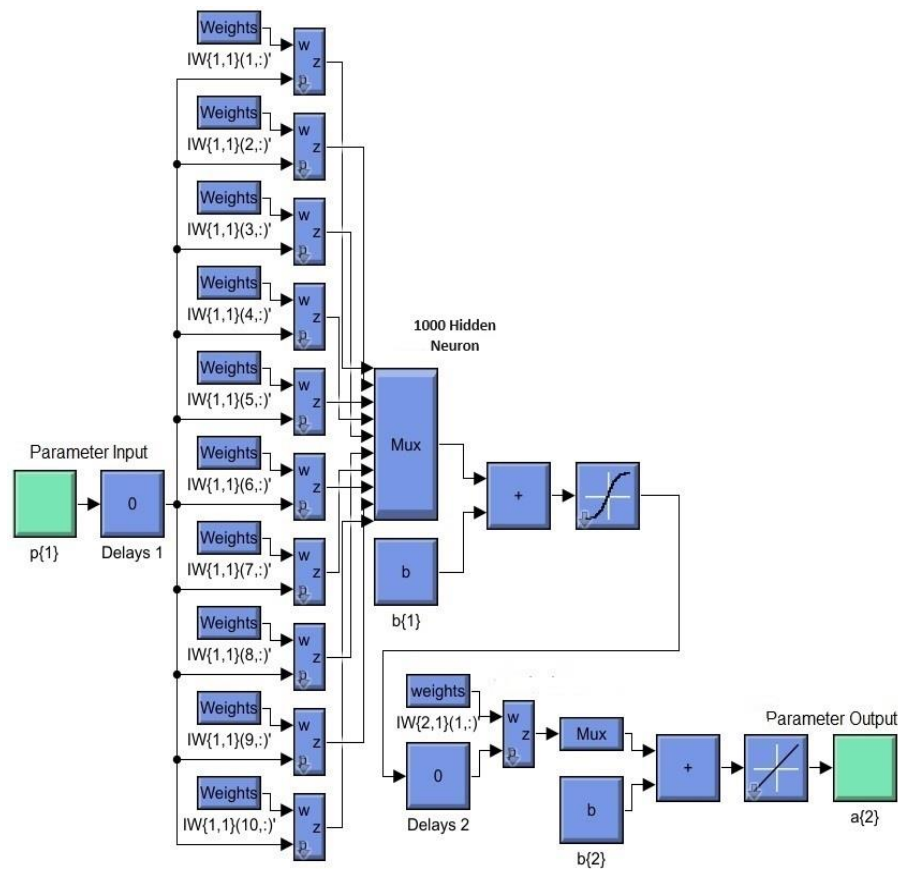 Weights
IW{1,1}(1,:)'
w
z
p
Weights
IW{1,1}(2,:)'
w
z
p
Weights
IW{1,1}(3,:)'
w
z
p
Weights
IW{1,1}(4,:)'
w
z
p
Weights
IW{1,1}(5,:)'
w
z
p
Weights
IW{1,1}(6,:)'
w
z
p
Weights
IW{1,1}(7,:)'
w
z
p
Weights
IW{1,1}(8,:)'
w
z
p
Weights
IW{1,1}(9,:)'
w
z
p
Weights
IW{1,1}(10,:)'
w
z
p
Parameter Input
p{1}
0
Delays 1
1000 Hidden
Neuron
Mux
+
b
b{1}
weights
IW{2,1}(1,:)'
w
z
p
0
Delays 2
Mux
b
b{2}
+
Parameter Output
a{2}